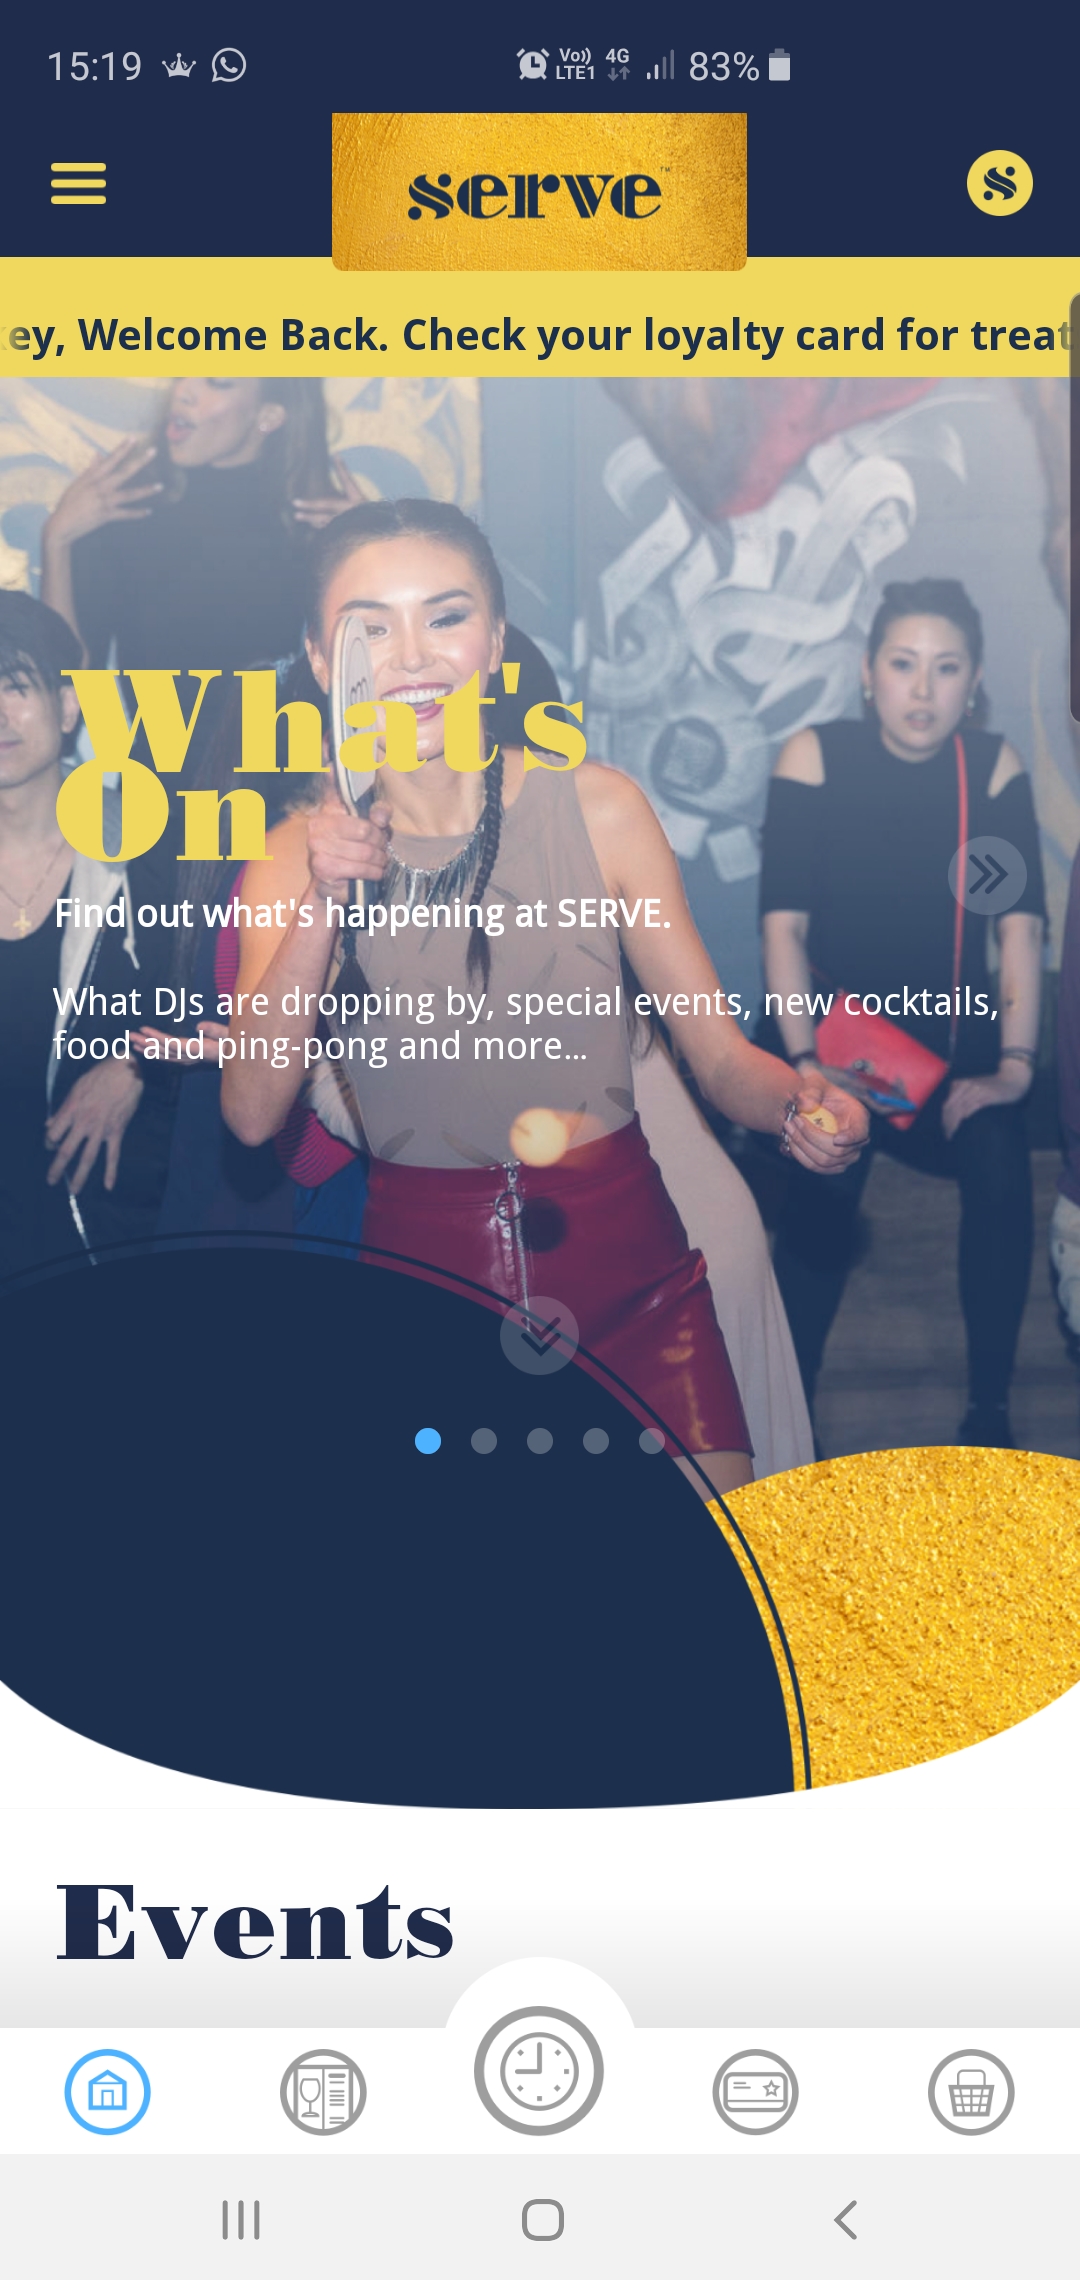 15:19 Vo)) LTE1 4G 83%
serve™
ey, Welcome Back. Check your loyalty card for treat
What's
On
Find out what's happening at SERVE.
What DJs are dropping by, special events, new cocktails,
food and ping-pong and more...
Events